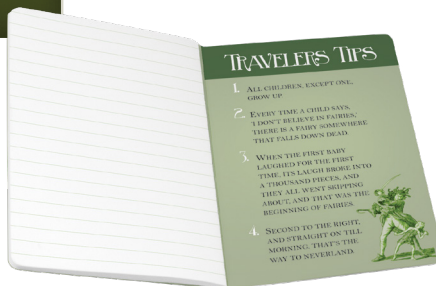 TRAVELERS TIPS
1. ALL CHILDREN, EXCEPT ONE,
GROW UP
2. EVERY TIME A CHILD SAYS,
'I DON'T BELIEVE IN FAIRIES,'
THERE IS A FAIRY SOMEWHERE
THAT FALLS DOWN DEAD.
3. WHEN THE FIRST BABY
LAUGHED FOR THE FIRST
TIME, ITS LAUGH BROKE INTO
A THOUSAND PIECES, AND
THEY ALL WENT SKIPPING
ABOUT, AND THAT WAS THE
BEGINNING OF FAIRIES.
4. SECOND TO THE RIGHT,
AND STRAIGHT ON TILL
MORNING. THAT'S THE
WAY TO NEVERLAND.